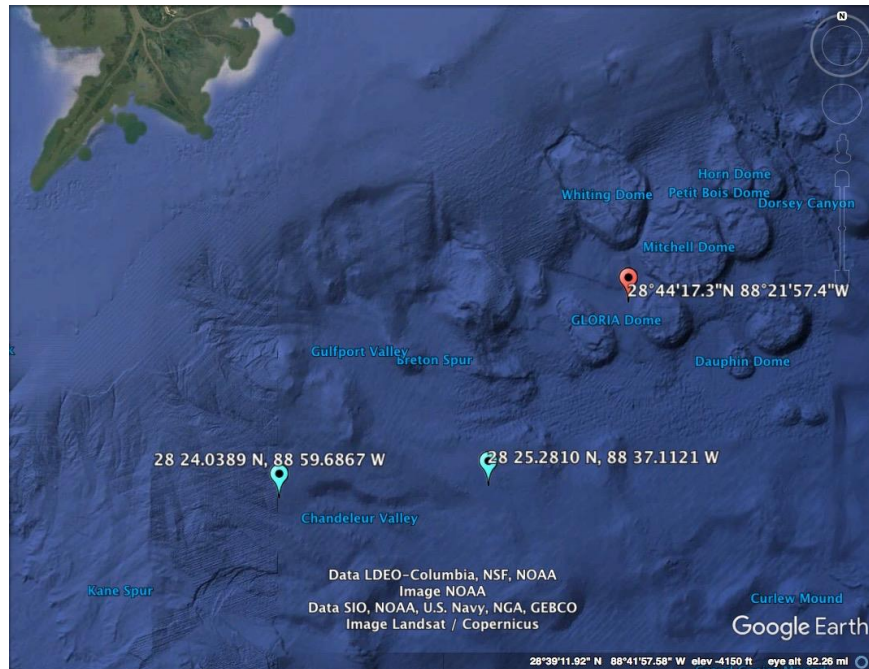 N
Horn Dome
Whiting Dome
Petit Bois Dome
Dorsey Canyon
Mitchell Dome
28°44'17.3"N 88°21'57.4"W
GLORIA Dome
Gulfport Valley
Breton Spur
Dauphin Dome
28 24.0389 N, 88 59.6867 W
28 25.2810 N, 88 37.1121 W
Chandeleur Valley
Data LDEO-Columbia, NSF, NOAA
Image NOAA
Data SIO, NOAA, U.S. Navy, NGA, GEBCO
Image Landsat / Copernicus
Kane Spur
Curlew Mound
Google Earth
28°39'11.92" N 88°41'57.58" W elev -4150 ft eye alt 82.26 mi